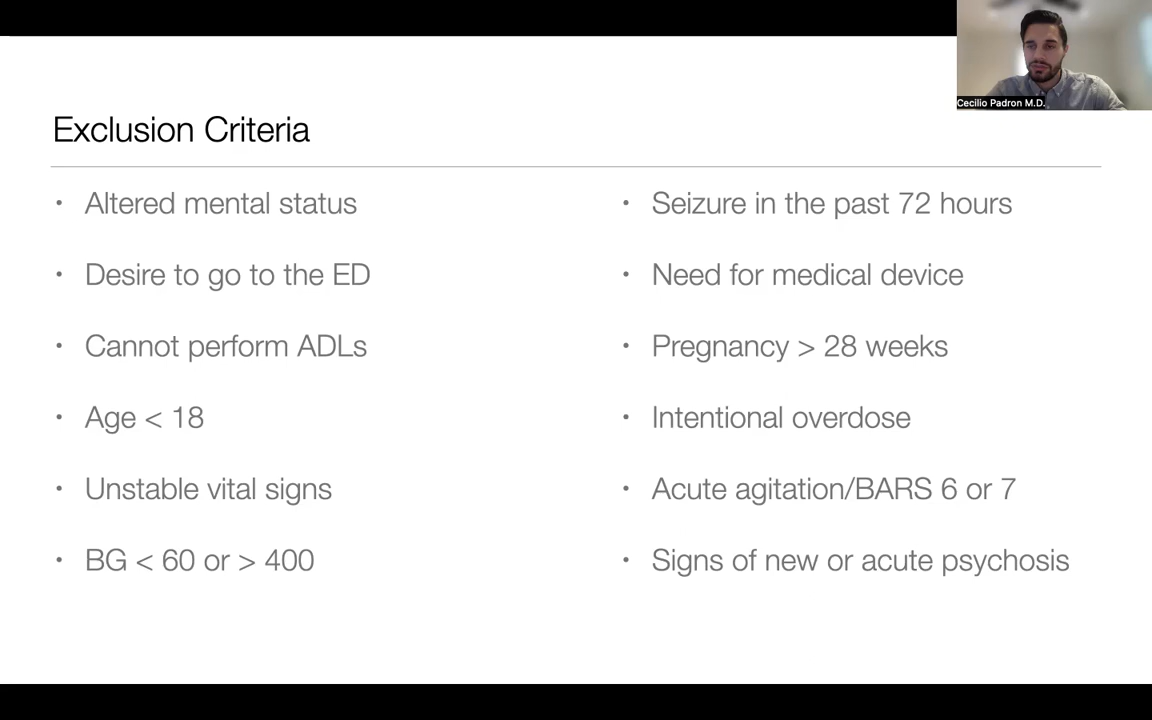 Cecilio Padron M.D.
Exclusion Criteria
• Altered mental status
• Desire to go to the ED
• Cannot perform ADLs
• Age < 18
• Unstable vital signs
• BG < 60 or > 400
• Seizure in the past 72 hours
• Need for medical device
• Pregnancy > 28 weeks
• Intentional overdose
• Acute agitation/BARS 6 or 7
• Signs of new or acute psychosis